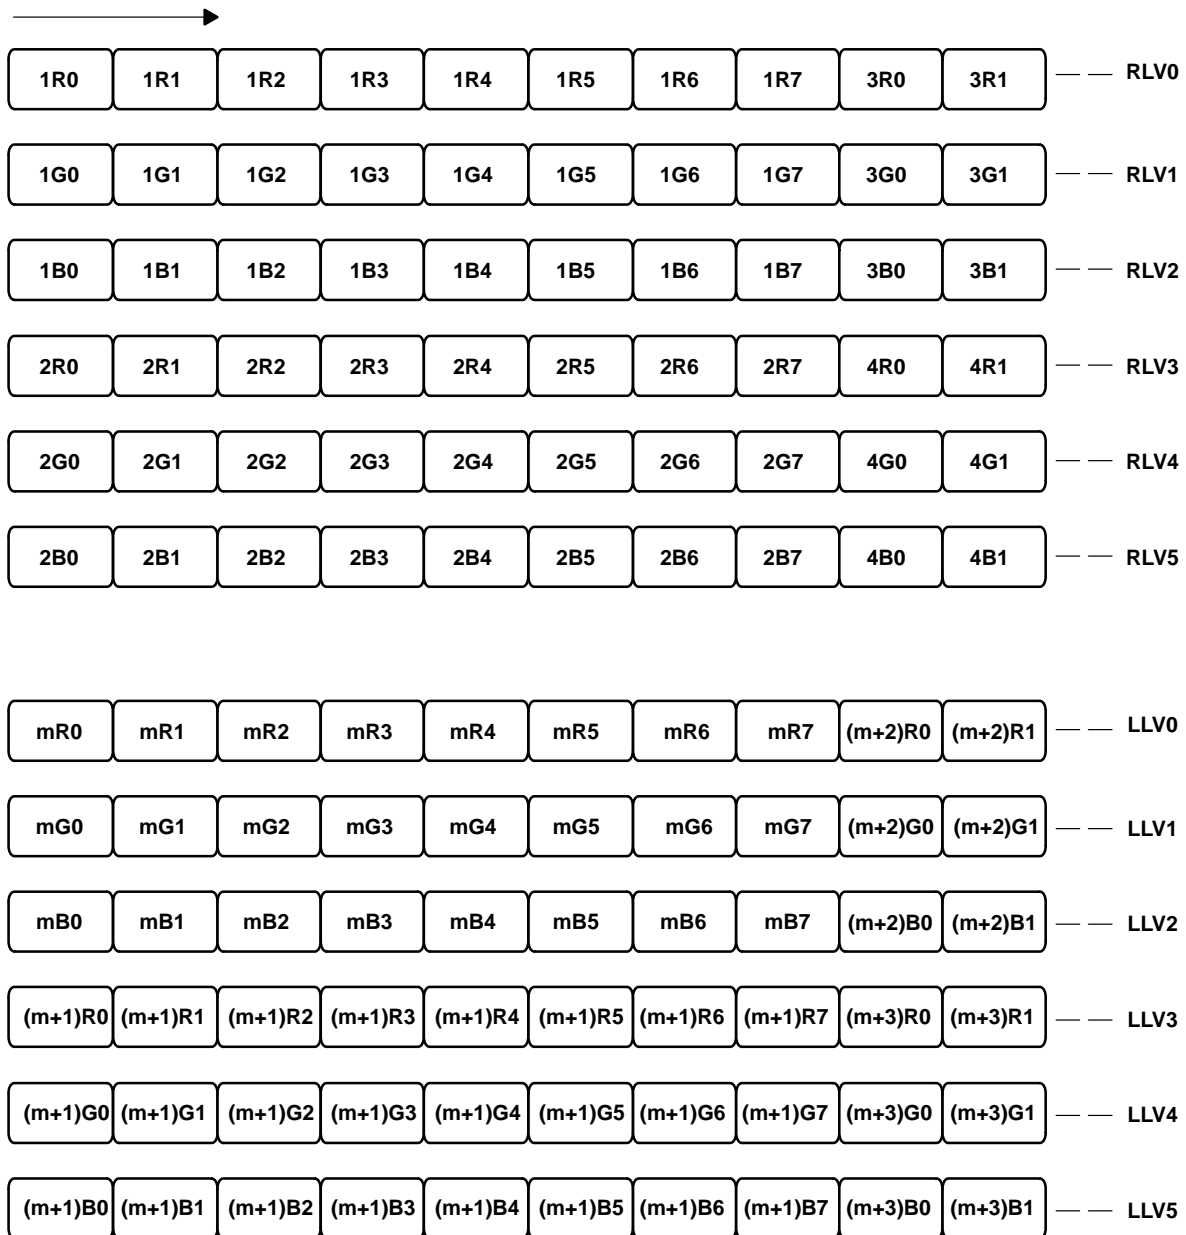 1R0 1R1 1R2 1R3 1R4 1R5 1R6 1R7 3R0 3R1 RLV0
1G0 1G1 1G2 1G3 1G4 1G5 1G6 1G7 3G0 3G1 RLV1
1B0 1B1 1B2 1B3 1B4 1B5 1B6 1B7 3B0 3B1 RLV2
2R0 2R1 2R2 2R3 2R4 2R5 2R6 2R7 4R0 4R1 RLV3
2G0 2G1 2G2 2G3 2G4 2G5 2G6 2G7 4G0 4G1 RLV4
2B0 2B1 2B2 2B3 2B4 2B5 2B6 2B7 4B0 4B1 RLV5
mR0 mR1 mR2 mR3 mR4 mR5 mR6 mR7 (m+2)R0 (m+2)R1 LLV0
mG0 mG1 mG2 mG3 mG4 mG5 mG6 mG7 (m+2)G0 (m+2)G1 LLV1
mB0 mB1 mB2 mB3 mB4 mB5 mB6 mB7 (m+2)B0 (m+2)B1 LLV2
(m+1)R0 (m+1)R1 (m+1)R2 (m+1)R3 (m+1)R4 (m+1)R5 (m+1)R6 (m+1)R7 (m+3)R0 (m+3)R1 LLV3
(m+1)G0 (m+1)G1 (m+1)G2 (m+1)G3 (m+1)G4 (m+1)G5 (m+1)G6 (m+1)G7 (m+3)G0 (m+3)G1 LLV4
(m+1)B0 (m+1)B1 (m+1)B2 (m+1)B3 (m+1)B4 (m+1)B5 (m+1)B6 (m+1)B7 (m+3)B0 (m+3)B1 LLV5